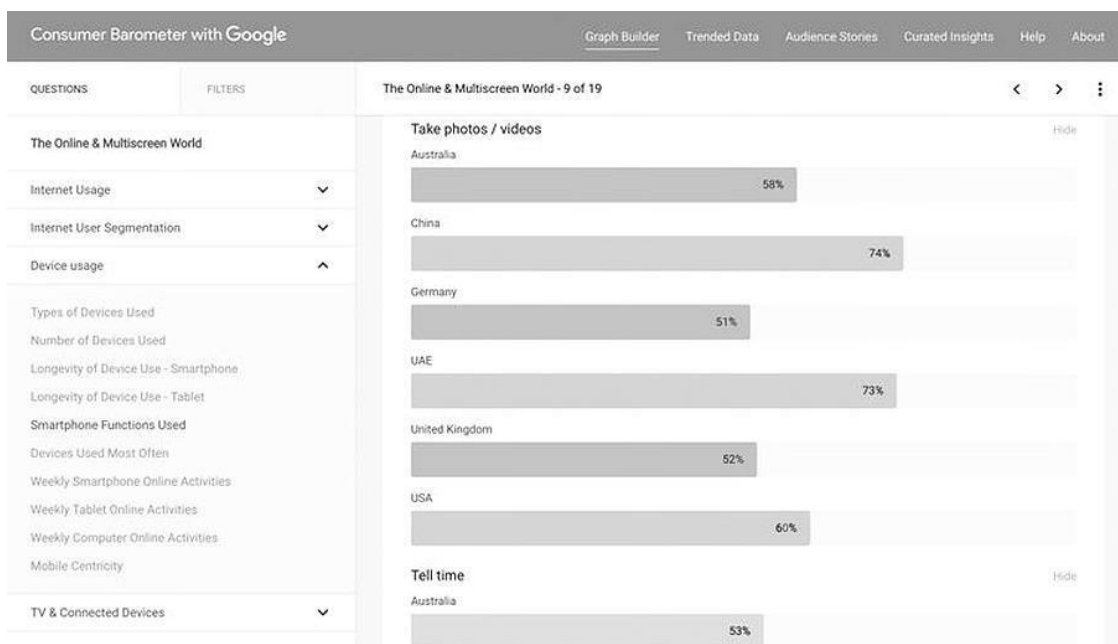 Consumer Barometer with Google
Graph Builder Trended Data Audience Stories Curated Insights Help About
QUESTIONS FILTERS
The Online & Multiscreen World - 9 of 19
The Online & Multiscreen World
Internet Usage
Internet User Segmentation
Device usage
Types of Devices Used
Number of Devices Used
Longevity of Device Use - Smartphone
Longevity of Device Use - Tablet
Smartphone Functions Used
Devices Used Most Often
Weekly Smartphone Online Activities
Weekly Tablet Online Activities
Weekly Computer Online Activities
Mobile Centricity
TV & Connected Devices
Take photos / videos Hide
Australia
58%
China
74%
Germany
51%
UAE
73%
United Kingdom
52%
USA
60%
Tell time Hide
Australia
53%